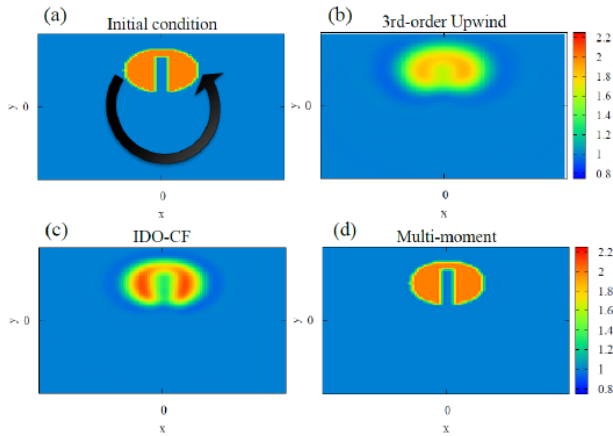 (a) Initial condition
y 0
0
x
(b) 3rd-order Upwind
y 0
0
x
2.2
2
1.8
1.6
1.4
1.2
1
0.8
(c) IDO-CF
y 0
0
x
(d) Multi-moment
y 0
0
x
2.2
2
1.8
1.6
1.4
1.2
1
0.8